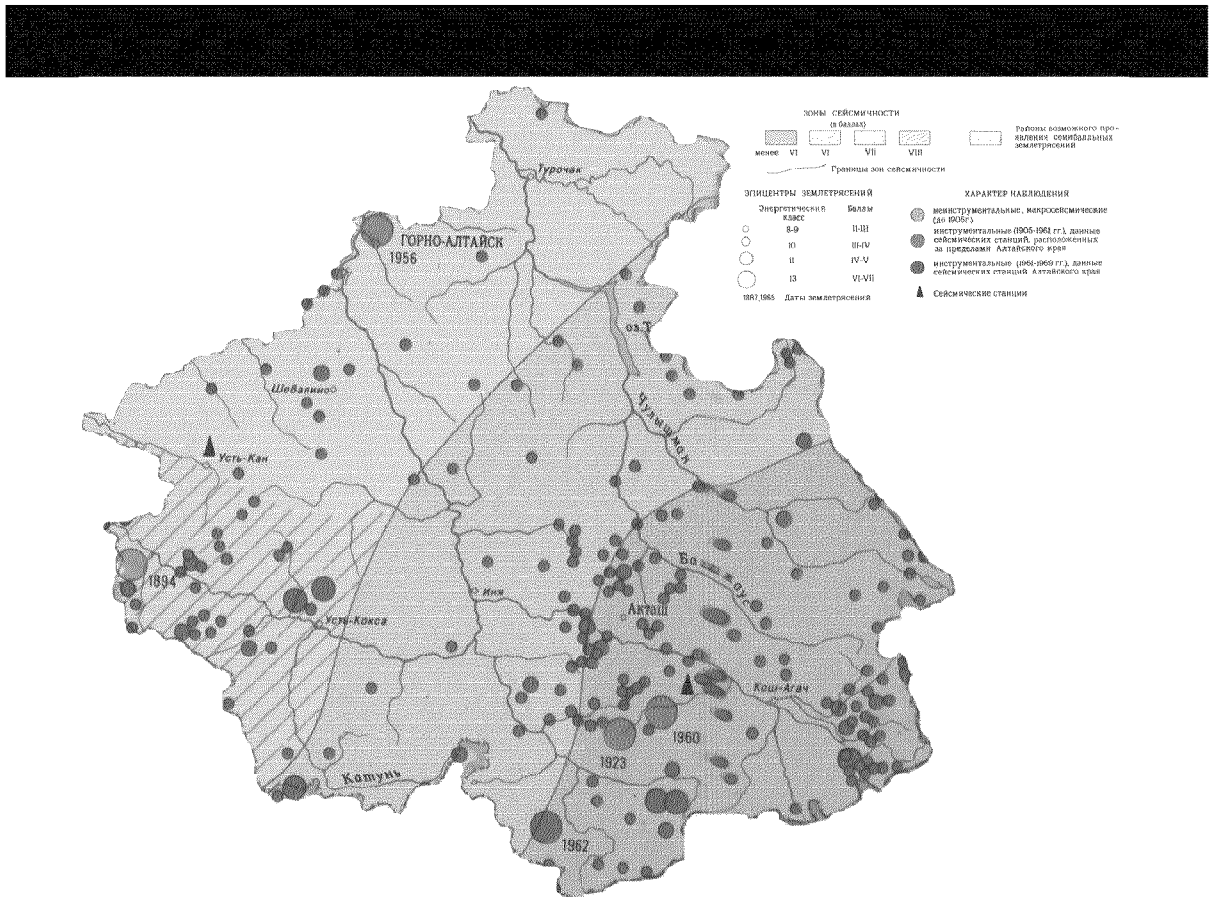 ЗОНЫ СЕЙСМИЧНОСТИ
(в баллах)
менее VI VI VII VIII
Районы возможного про-
явления семибалльных
землетрясений
Границы зон сейсмичности
ЭПИЦЕНТРЫ ЗЕМЛЕТРЯСЕНИЙ
Энергетический
класс
Баллы
8-9 II-III
10 III-IV
11 IV-V
13 VI-VII
1887, Даты землетрясений
ХАРАКТЕР НАБЛЮДЕНИЯ
неинструментальные, макросейсмические
(до 1905г.)
инструментальные (1905-1961 гг.), данные
сейсмических станций, расположенных
за пределами Алтайского края
инструментальные (1961-1969 гг.), данные
сейсмических станций Алтайского края
Сейсмические станции
Турочак
ГОРНО-АЛТАЙСК
1956
оз.Т
Шебалино
Чулышман
Усть-Кан
1894
Иня
Усть-Кокса
Акташ
Кош-Агач
1960
1923
Катунь
1962